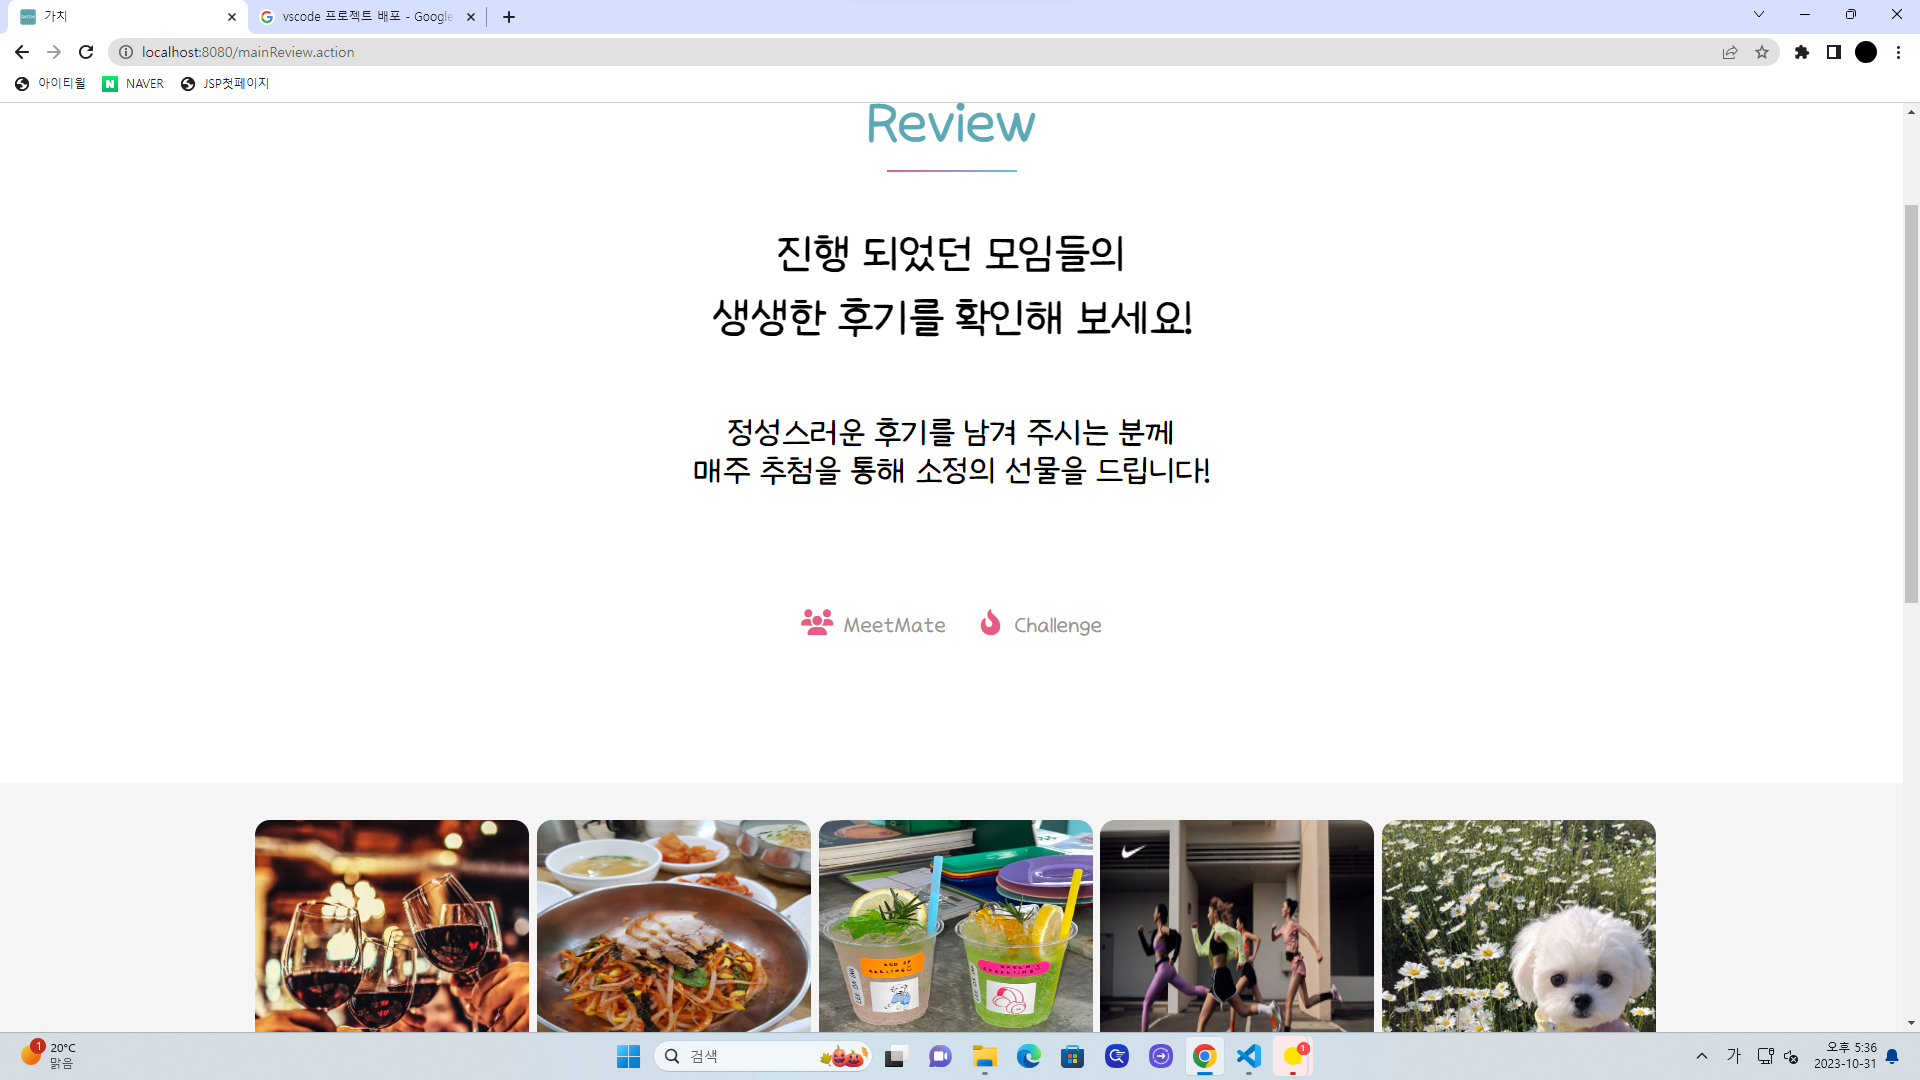 가치
vscode 프로젝트 배포 - Google
localhost:8080/mainReview.action
아이티윌
NAVER
JSP첫페이지
Review
진행 되었던 모임들의
생생한 후기를 확인해 보세요!
정성스러운 후기를 남겨 주시는 분께
매주 추첨을 통해 소정의 선물을 드립니다!
MeetMate
Challenge
1
20°C
맑음
검색
1
가
오후 5:36
2023-10-31